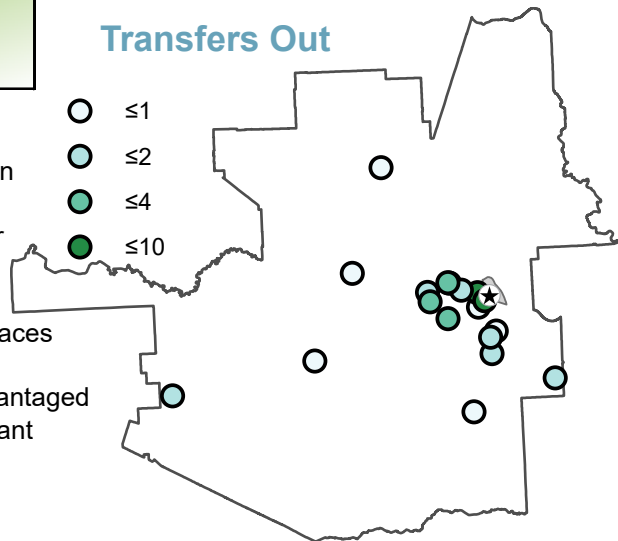 Transfers Out
≤1
≤2
≤4
≤10
aces
antaged
ant